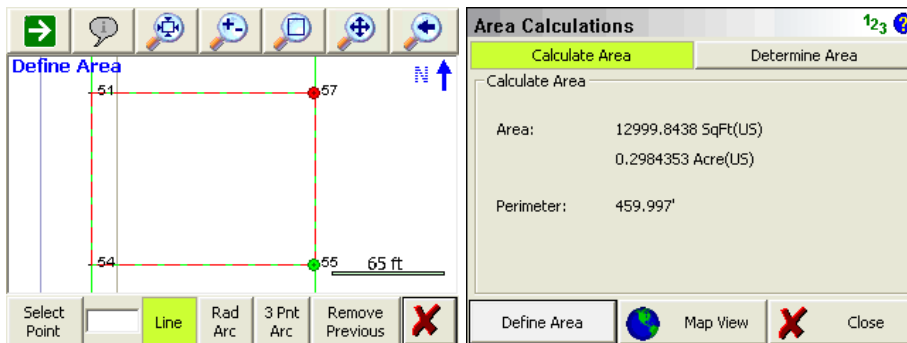 Define Area
N
51
57
54
55
65 ft
Select Point
Line
Rad Arc
3 Pnt Arc
Remove Previous
Area Calculations
123
?
Calculate Area
Determine Area
Calculate Area
Area: 12999.8438 SqFt(US)
0.2984353 Acre(US)
Perimeter: 459.997'
Define Area
Map View
Close